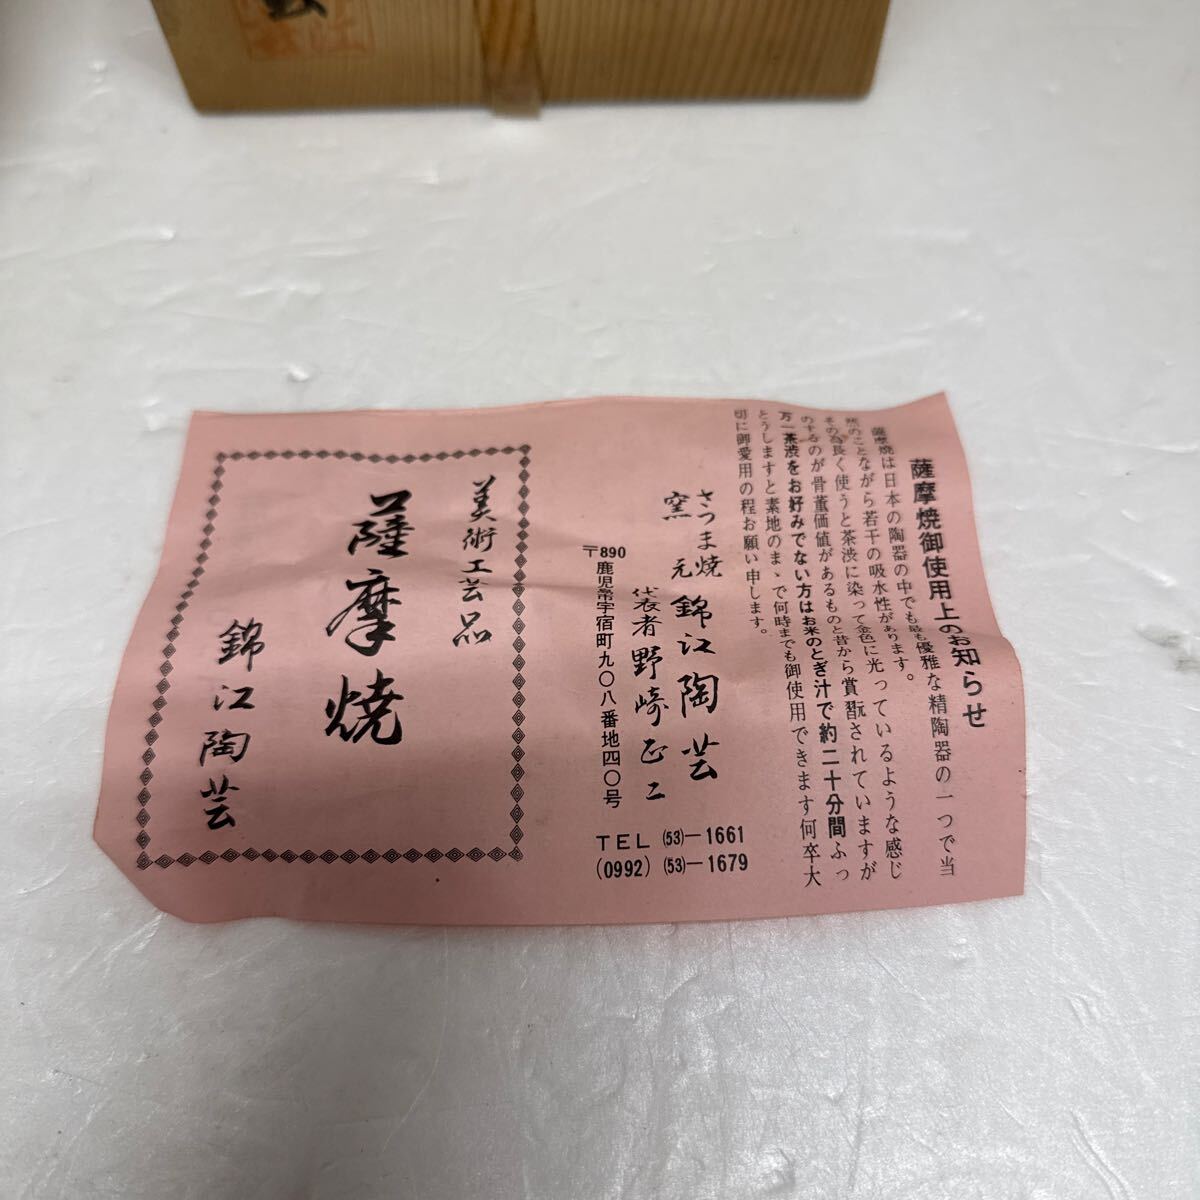 薩摩焼御使用上のお知らせ
薩摩焼は日本の陶器の中でも最も優雅な精陶器の一つで当
然のことながら若干の吸水性があります。
その為長く使うと茶渋に染って金色に光っているような感じ
のするのが骨董価値があるものと昔から賞翫されていますが
万一茶渋をお好みでない方はお米のとぎ汁で約二十分間ふっ
とうしますと素地のまゝで何時までも御使用できます何卒大
切に御愛用の程お願い申します。
さつま焼
窯元 錦江陶芸
代表者 野崎正二
〒890
鹿児島市宇宿町九〇八番地四〇号
TEL (53)―1661
(0992) (53)―1679
美術工芸品
薩摩焼
錦江陶芸